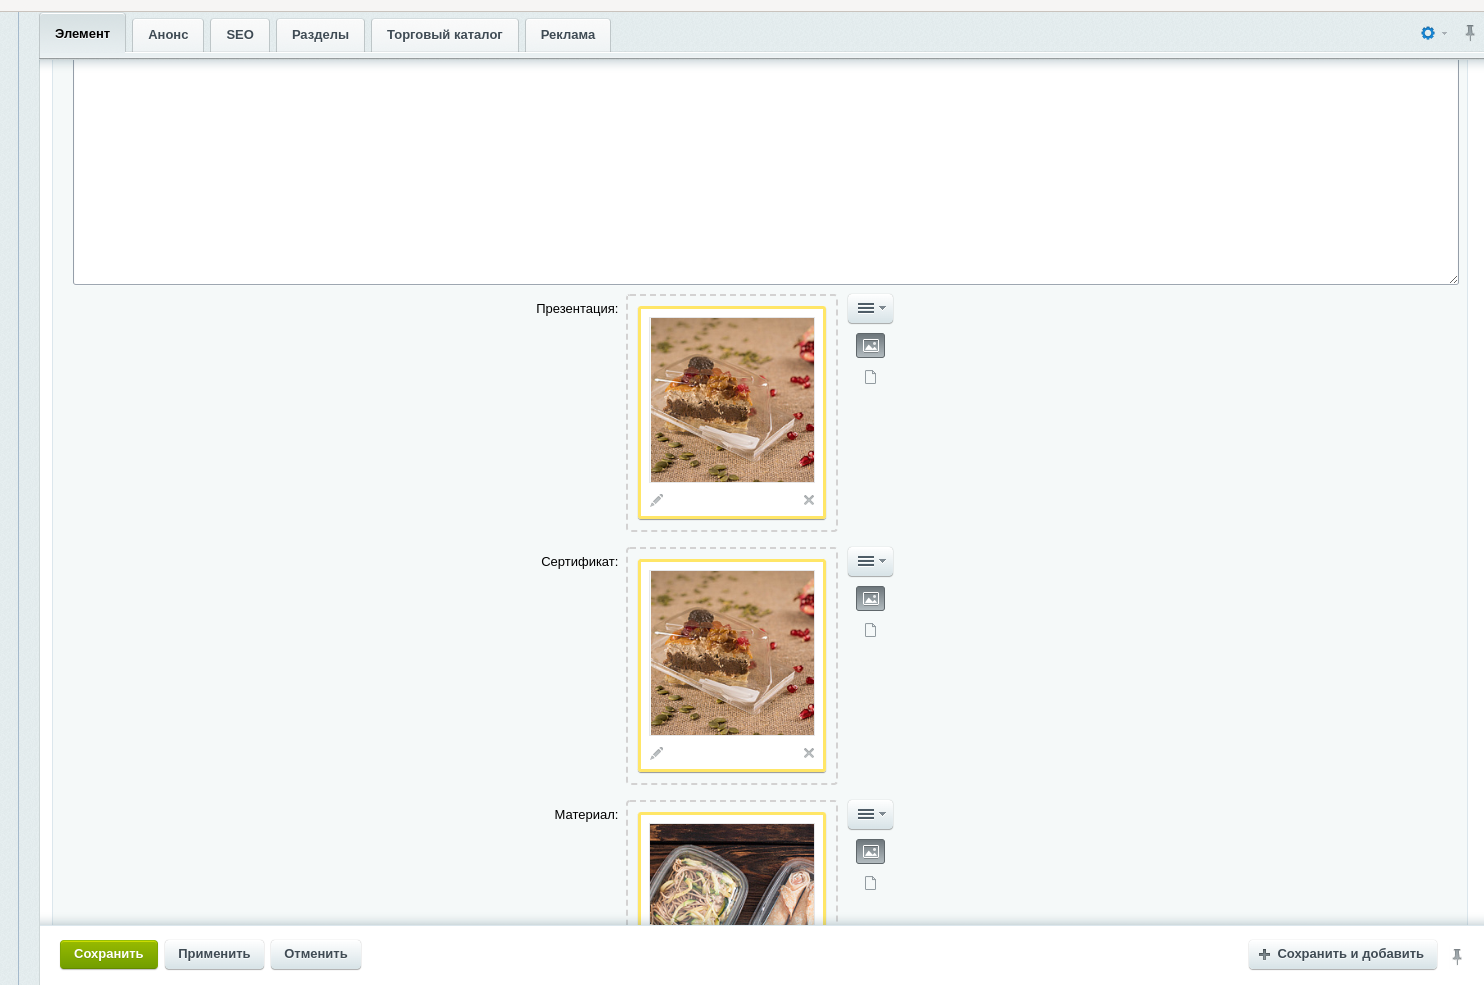 Элемент Анонс SEO Разделы Торговый каталог Реклама
Презентация:
Сертификат:
Материал:
Сохранить Применить Отменить Сохранить и добавить